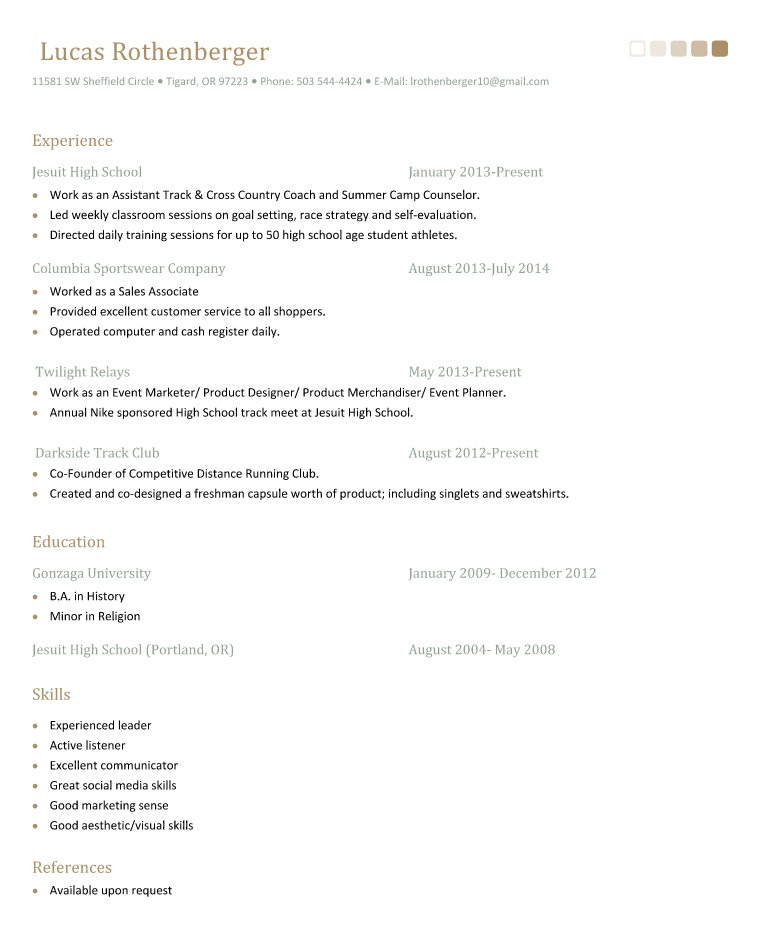 Lucas Rothenberger
11581 SW Sheffield Circle • Tigard, OR 97223 • Phone: 503 544-4424 • E-Mail: lrothenberger10@gmail.com
Experience
Jesuit High School January 2013-Present
• Work as an Assistant Track & Cross Country Coach and Summer Camp Counselor.
• Led weekly classroom sessions on goal setting, race strategy and self-evaluation.
• Directed daily training sessions for up to 50 high school age student athletes.
Columbia Sportswear Company August 2013-July 2014
• Worked as a Sales Associate
• Provided excellent customer service to all shoppers.
• Operated computer and cash register daily.
Twilight Relays May 2013-Present
• Work as an Event Marketer/ Product Designer/ Product Merchandiser/ Event Planner.
• Annual Nike sponsored High School track meet at Jesuit High School.
Darkside Track Club August 2012-Present
• Co-Founder of Competitive Distance Running Club.
• Created and co-designed a freshman capsule worth of product; including singlets and sweatshirts.
Education
Gonzaga University January 2009- December 2012
• B.A. in History
• Minor in Religion
Jesuit High School (Portland, OR) August 2004- May 2008
Skills
• Experienced leader
• Active listener
• Excellent communicator
• Great social media skills
• Good marketing sense
• Good aesthetic/visual skills
References
• Available upon request